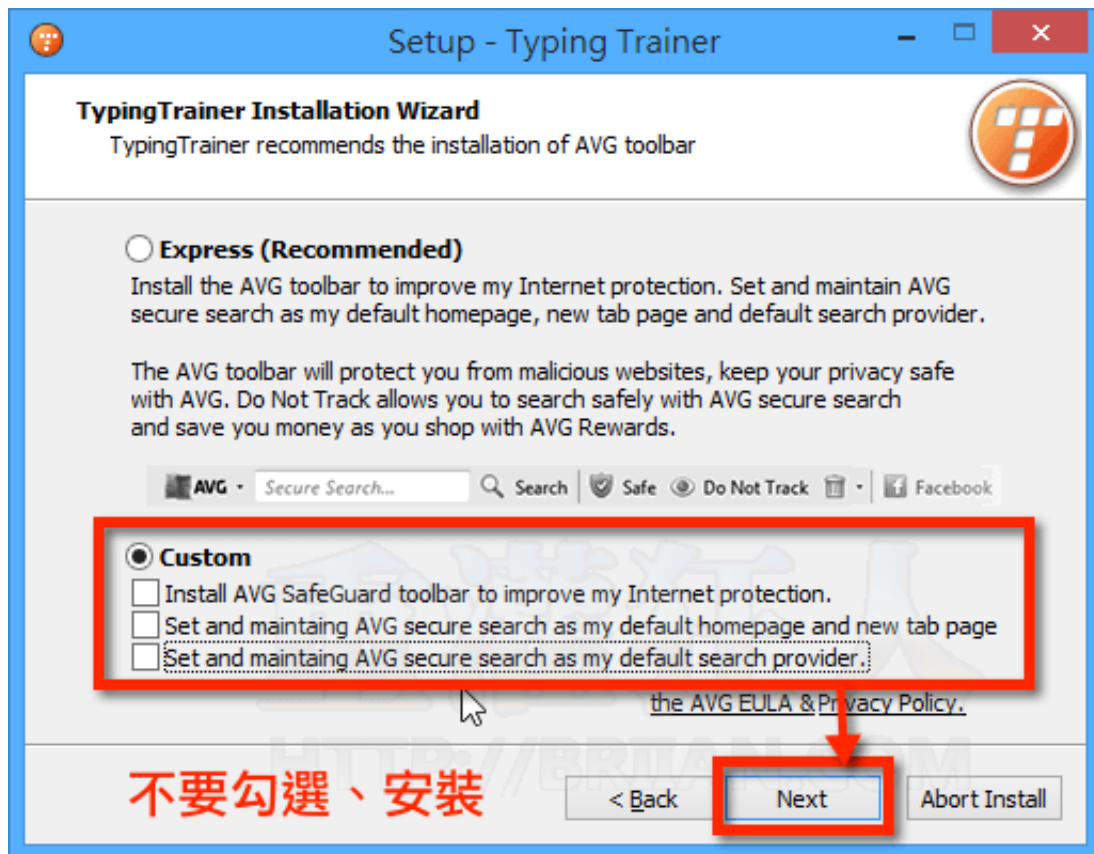 Setup - Typing Trainer
TypingTrainer Installation Wizard
TypingTrainer recommends the installation of AVG toolbar
Express (Recommended)
Install the AVG toolbar to improve my Internet protection. Set and maintain AVG
secure search as my default homepage, new tab page and default search provider.
The AVG toolbar will protect you from malicious websites, keep your privacy safe
with AVG. Do Not Track allows you to search safely with AVG secure search
and save you money as you shop with AVG Rewards.
AVG Secure Search... Search Safe Do Not Track Facebook
Custom
Install AVG SafeGuard toolbar to improve my Internet protection.
Set and maintaing AVG secure search as my default homepage and new tab page
Set and maintaing AVG secure search as my default search provider.
the AVG EULA & Privacy Policy.
不要勾選、安裝
< Back Next Abort Install